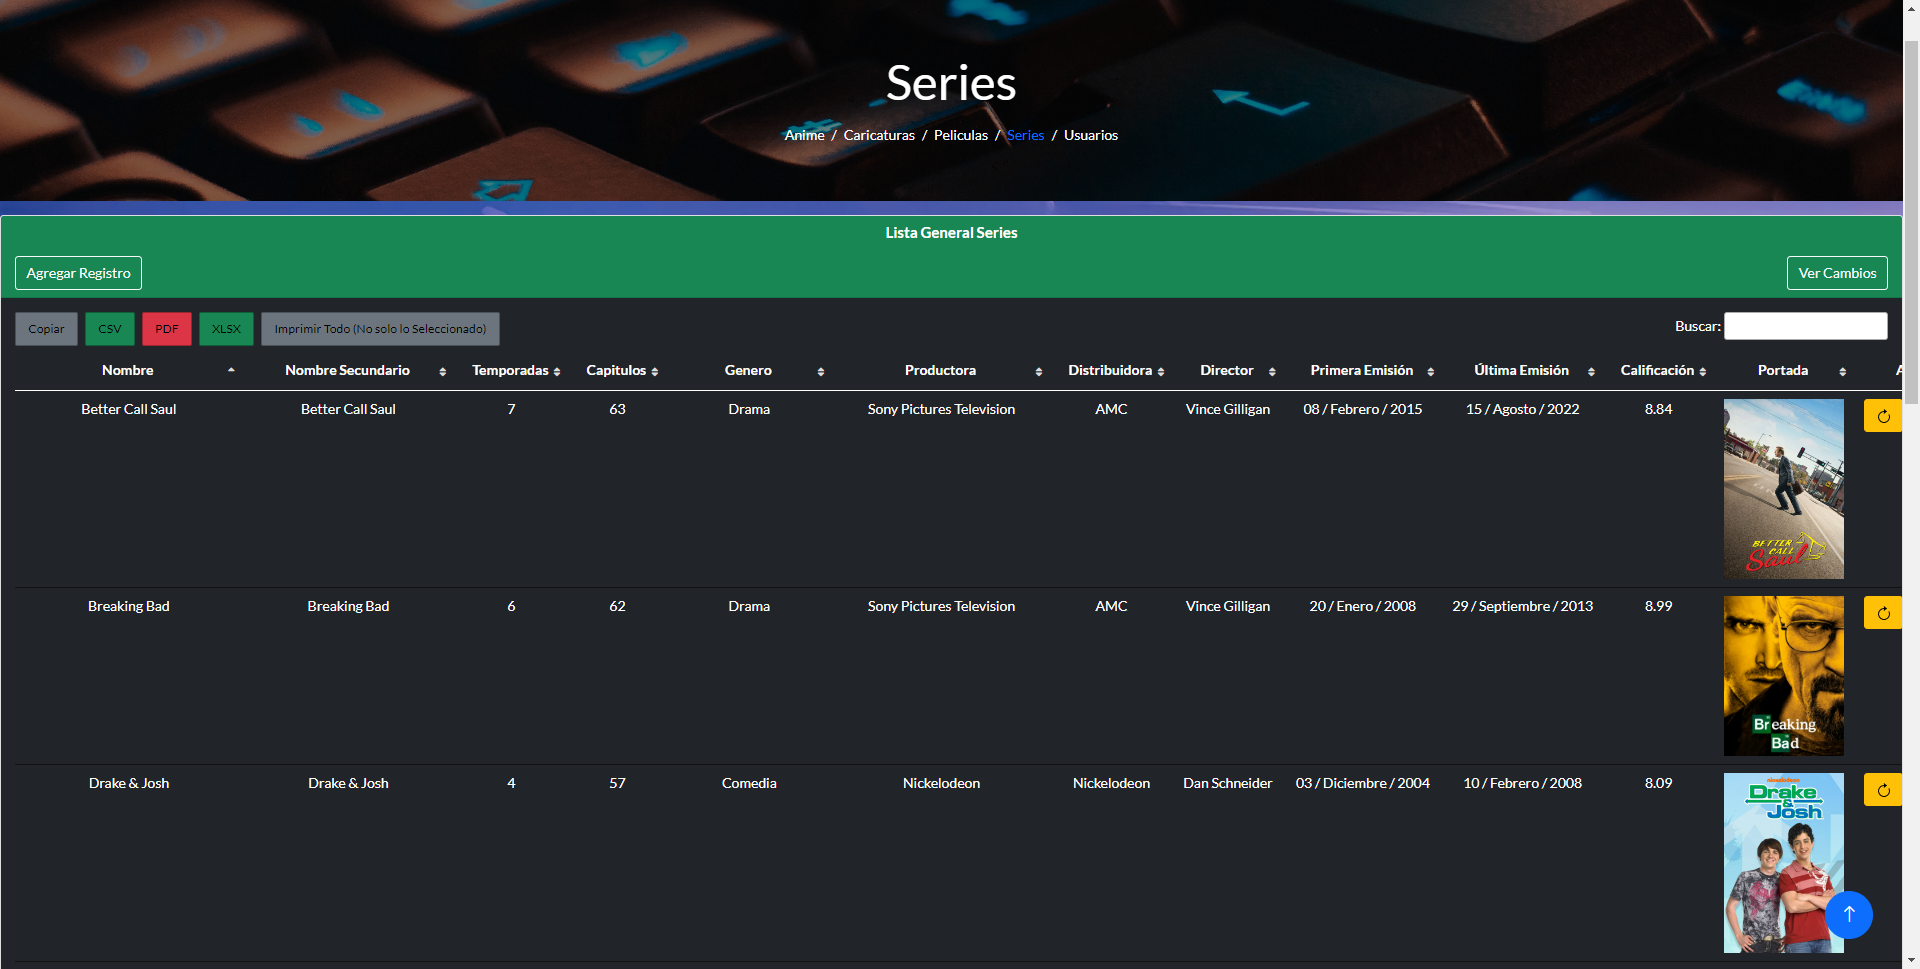 Series
Anime / Caricaturas / Peliculas / Series / Usuarios
Lista General Series
Agregar Registro Ver Cambios
Copiar CSV PDF XLSX Imprimir Todo (No solo lo Seleccionado) Buscar:
Nombre Nombre Secundario Temporadas Capitulos Genero Productora Distribuidora Director Primera Emisión Última Emisión Calificación Portada
Better Call Saul Better Call Saul 7 63 Drama Sony Pictures Television AMC Vince Gilligan 08 / Febrero / 2015 15 / Agosto / 2022 8.84
BETTER
CALL
Saul
Breaking Bad Breaking Bad 6 62 Drama Sony Pictures Television AMC Vince Gilligan 20 / Enero / 2008 29 / Septiembre / 2013 8.99
Breaking
Bad
Drake & Josh Drake & Josh 4 57 Comedia Nickelodeon Nickelodeon Dan Schneider 03 / Diciembre / 2004 10 / Febrero / 2008 8.09
nickelodeon
Drake
&
Josh